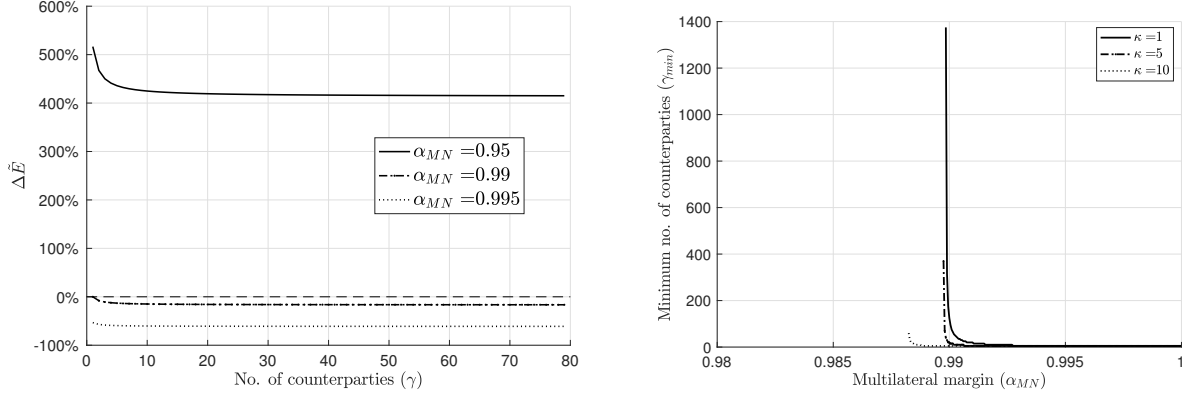 600%
500%
400%
300%
200%
100%
0%
-100%
ΔẼ
0 10 20 30 40 50 60 70 80
No. of counterparties (γ)
α_MN =0.95
α_MN =0.99
α_MN =0.995
1400
1200
1000
800
600
400
200
0
Minimum no. of counterparties (γ_min)
0.98 0.985 0.99 0.995 1
Multilateral margin (α_MN)
κ =1
κ =5
κ =10